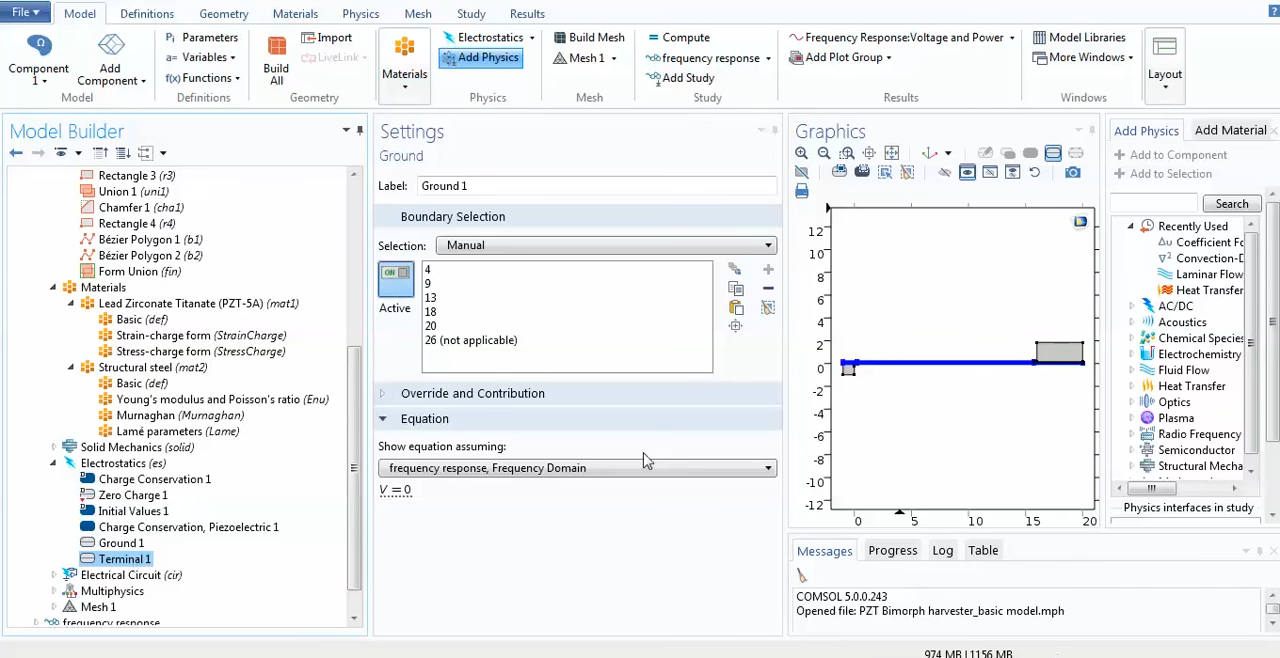 File Model Definitions Geometry Materials Physics Mesh Study Results
Component 1
Add Component
Model
Pi Parameters
a= Variables
f(x) Functions
Definitions
Build All
Import
LiveLink
Geometry
Materials
Electrostatics
Add Physics
Physics
Build Mesh
Mesh 1
Mesh
Compute
frequency response
Add Study
Study
Frequency Response:Voltage and Power
Add Plot Group
Results
Model Libraries
More Windows
Windows
Layout
Model Builder
Rectangle 3 (r3)
Union 1 (uni1)
Chamfer 1 (cha1)
Rectangle 4 (r4)
Bézier Polygon 1 (b1)
Bézier Polygon 2 (b2)
Form Union (fin)
Materials
Lead Zirconate Titanate (PZT-5A) (mat1)
Basic (def)
Strain-charge form (StrainCharge)
Stress-charge form (StressCharge)
Structural steel (mat2)
Basic (def)
Young's modulus and Poisson's ratio (Enu)
Murnaghan (Murnaghan)
Lamé parameters (Lame)
Solid Mechanics (solid)
Electrostatics (es)
Charge Conservation 1
Zero Charge 1
Initial Values 1
Charge Conservation, Piezoelectric 1
Ground 1
Terminal 1
Electrical Circuit (cir)
Multiphysics
Mesh 1
frequency response
Settings
Ground
Label: Ground 1
Boundary Selection
Selection: Manual
ON
Active
4
9
13
18
20
26 (not applicable)
Override and Contribution
Equation
Show equation assuming:
frequency response, Frequency Domain
V = 0
Graphics
12
10
8
6
4
2
0
-2
-4
-6
-8
-10
-12
0 5 10 15 20
Messages Progress Log Table
COMSOL 5.0.0.243
Opened file: PZT Bimorph harvester_basic model.mph
Add Physics Add Material
Add to Component
Add to Selection
Search
Recently Used
Δu Coefficient Fo
Convection-D
Laminar Flow
Heat Transfer
AC/DC
Acoustics
Chemical Species
Electrochemistry
Fluid Flow
Heat Transfer
Optics
Plasma
Radio Frequency
Semiconductor
Structural Mecha
Physics interfaces in study
974 MB | 1156 MB